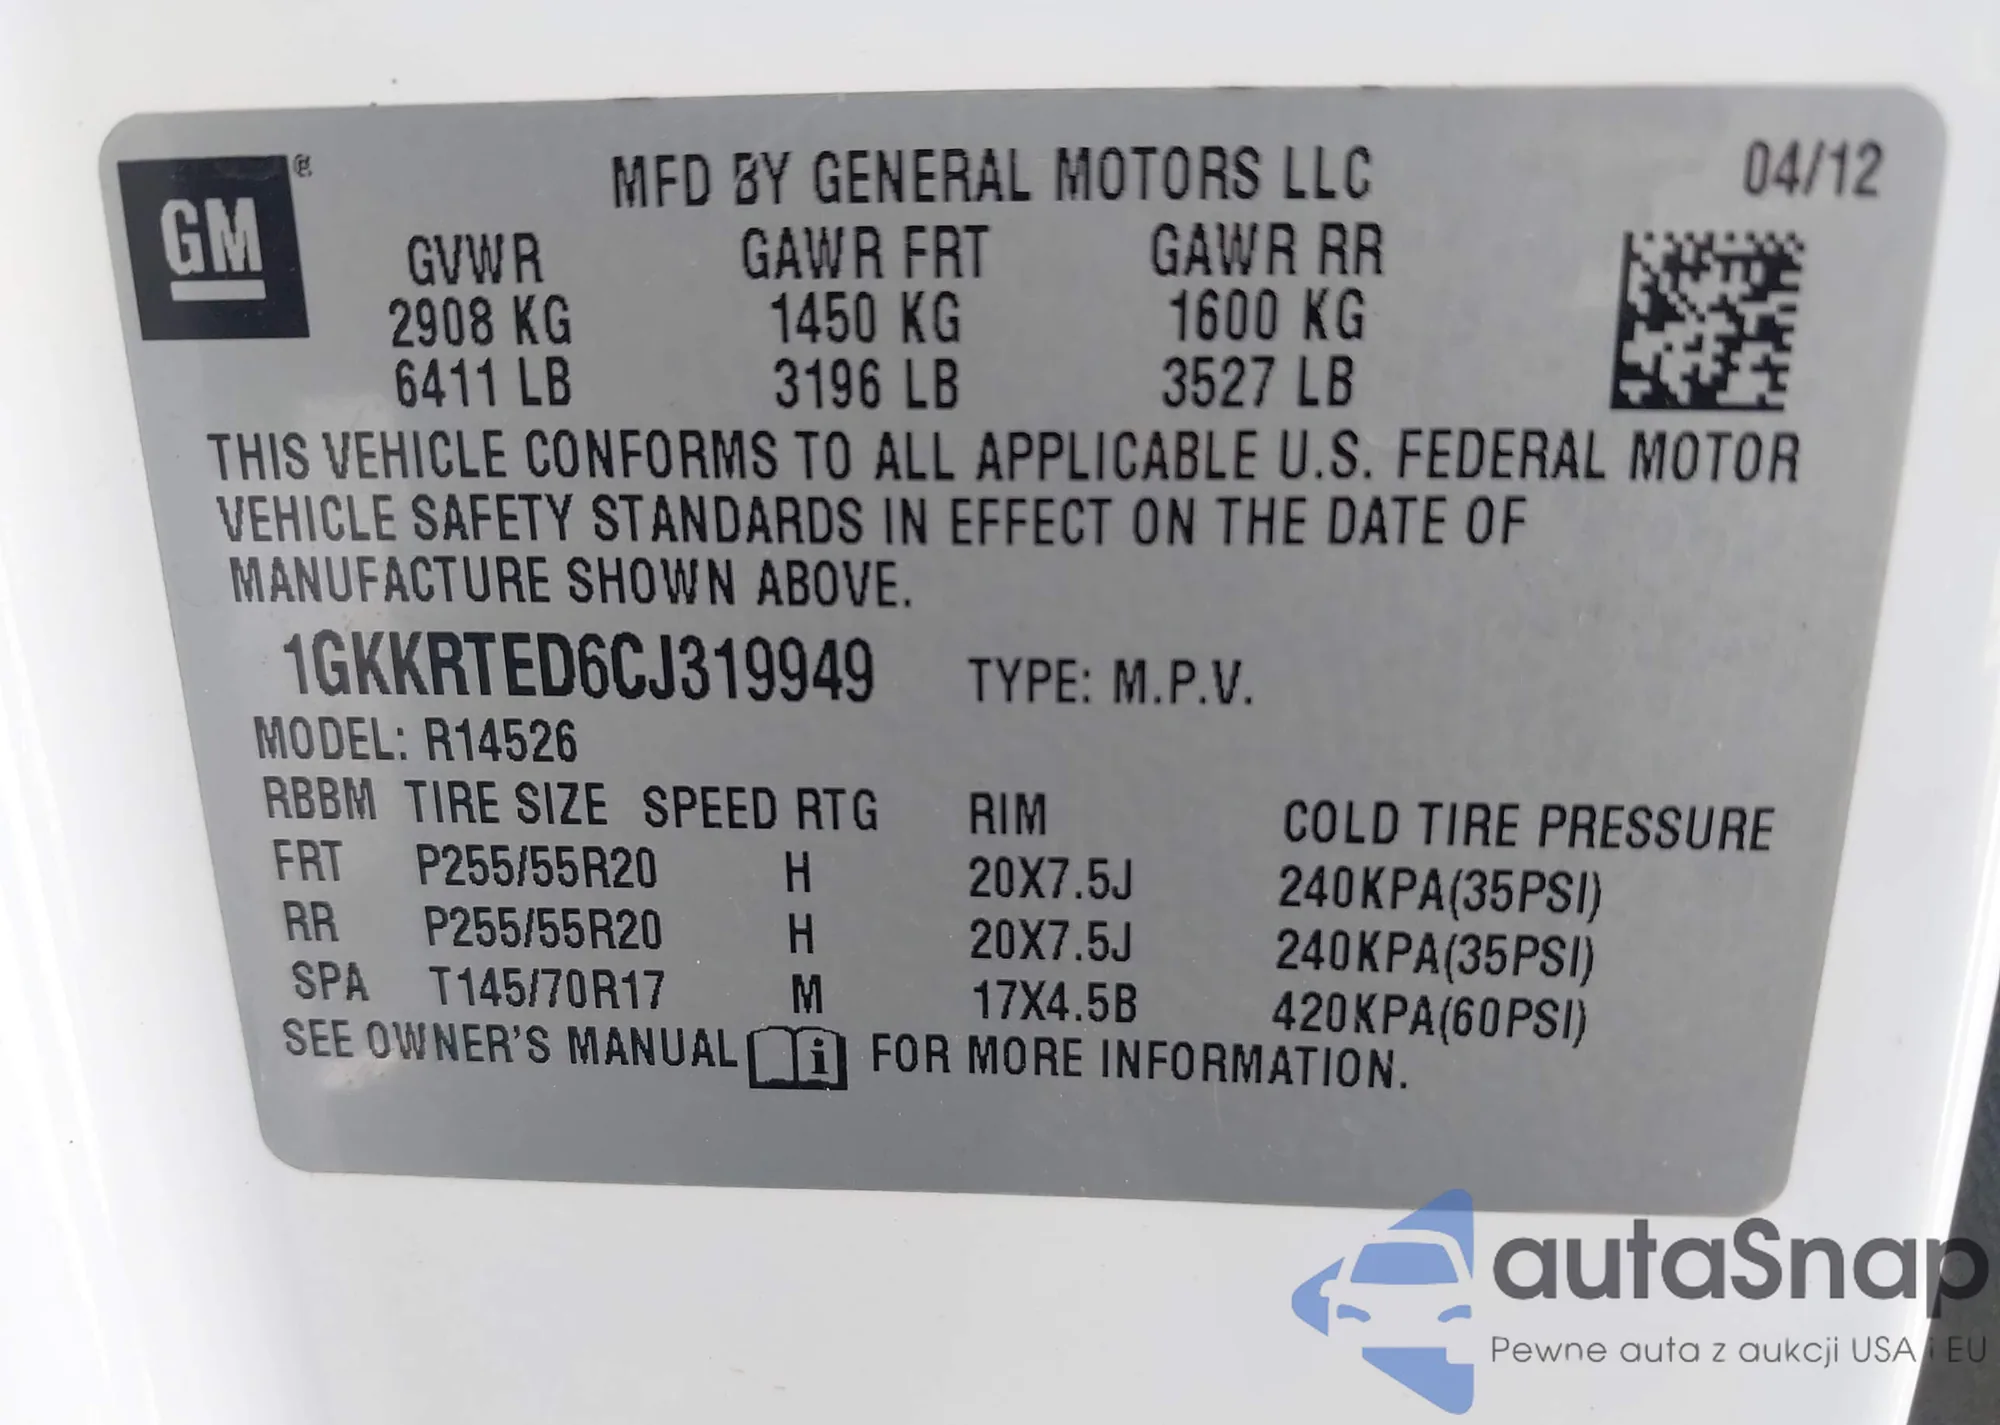 GM®
MFD BY GENERAL MOTORS LLC 04/12
GVWR GAWR FRT GAWR RR
2908 KG 1450 KG 1600 KG
6411 LB 3196 LB 3527 LB
THIS VEHICLE CONFORMS TO ALL APPLICABLE U.S. FEDERAL MOTOR
VEHICLE SAFETY STANDARDS IN EFFECT ON THE DATE OF
MANUFACTURE SHOWN ABOVE.
1GKKRTED6CJ319949 TYPE: M.P.V.
MODEL: R14526
RBBM TIRE SIZE SPEED RTG RIM COLD TIRE PRESSURE
FRT P255/55R20 H 20X7.5J 240KPA(35PSI)
RR P255/55R20 H 20X7.5J 240KPA(35PSI)
SPA T145/70R17 M 17X4.5B 420KPA(60PSI)
SEE OWNER'S MANUAL i FOR MORE INFORMATION.
autaSnap
Pewne auta z aukcji USA i EU